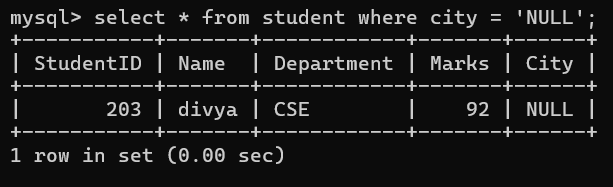 mysql> select * from student where city = 'NULL';
+-----------+-------+------------+-------+------+
| StudentID | Name  | Department | Marks | City |
+-----------+-------+------------+-------+------+
|       203 | divya | CSE        |    92 | NULL |
+-----------+-------+------------+-------+------+
1 row in set (0.00 sec)